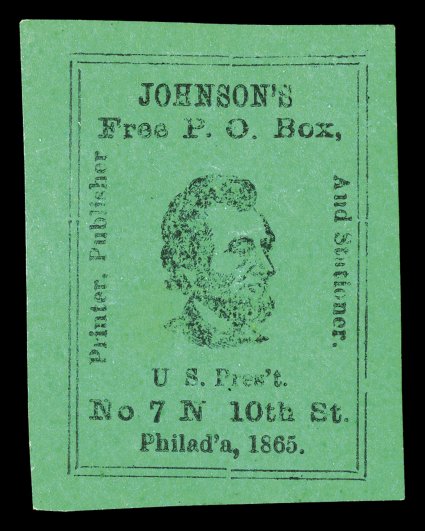 JOHNSON'S
Free P. O. Box,
Printer, Publisher
And Stationer.
U S. Pres't.
No 7 N 10th St.
Philad'a, 1865.